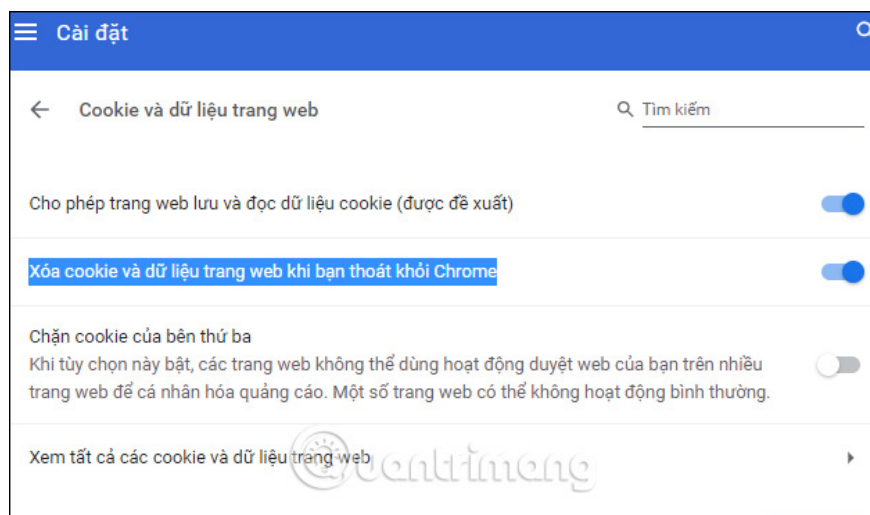 Cài đặt
Cookie và dữ liệu trang web
Tìm kiếm
Cho phép trang web lưu và đọc dữ liệu cookie (được đề xuất)
Xóa cookie và dữ liệu trang web khi bạn thoát khỏi Chrome
Chặn cookie của bên thứ ba
Khi tùy chọn này bật, các trang web không thể dùng hoạt động duyệt web của bạn trên nhiều
trang web để cá nhân hóa quảng cáo. Một số trang web có thể không hoạt động bình thường.
Xem tất cả các cookie và dữ liệu trang web
Quantrimang